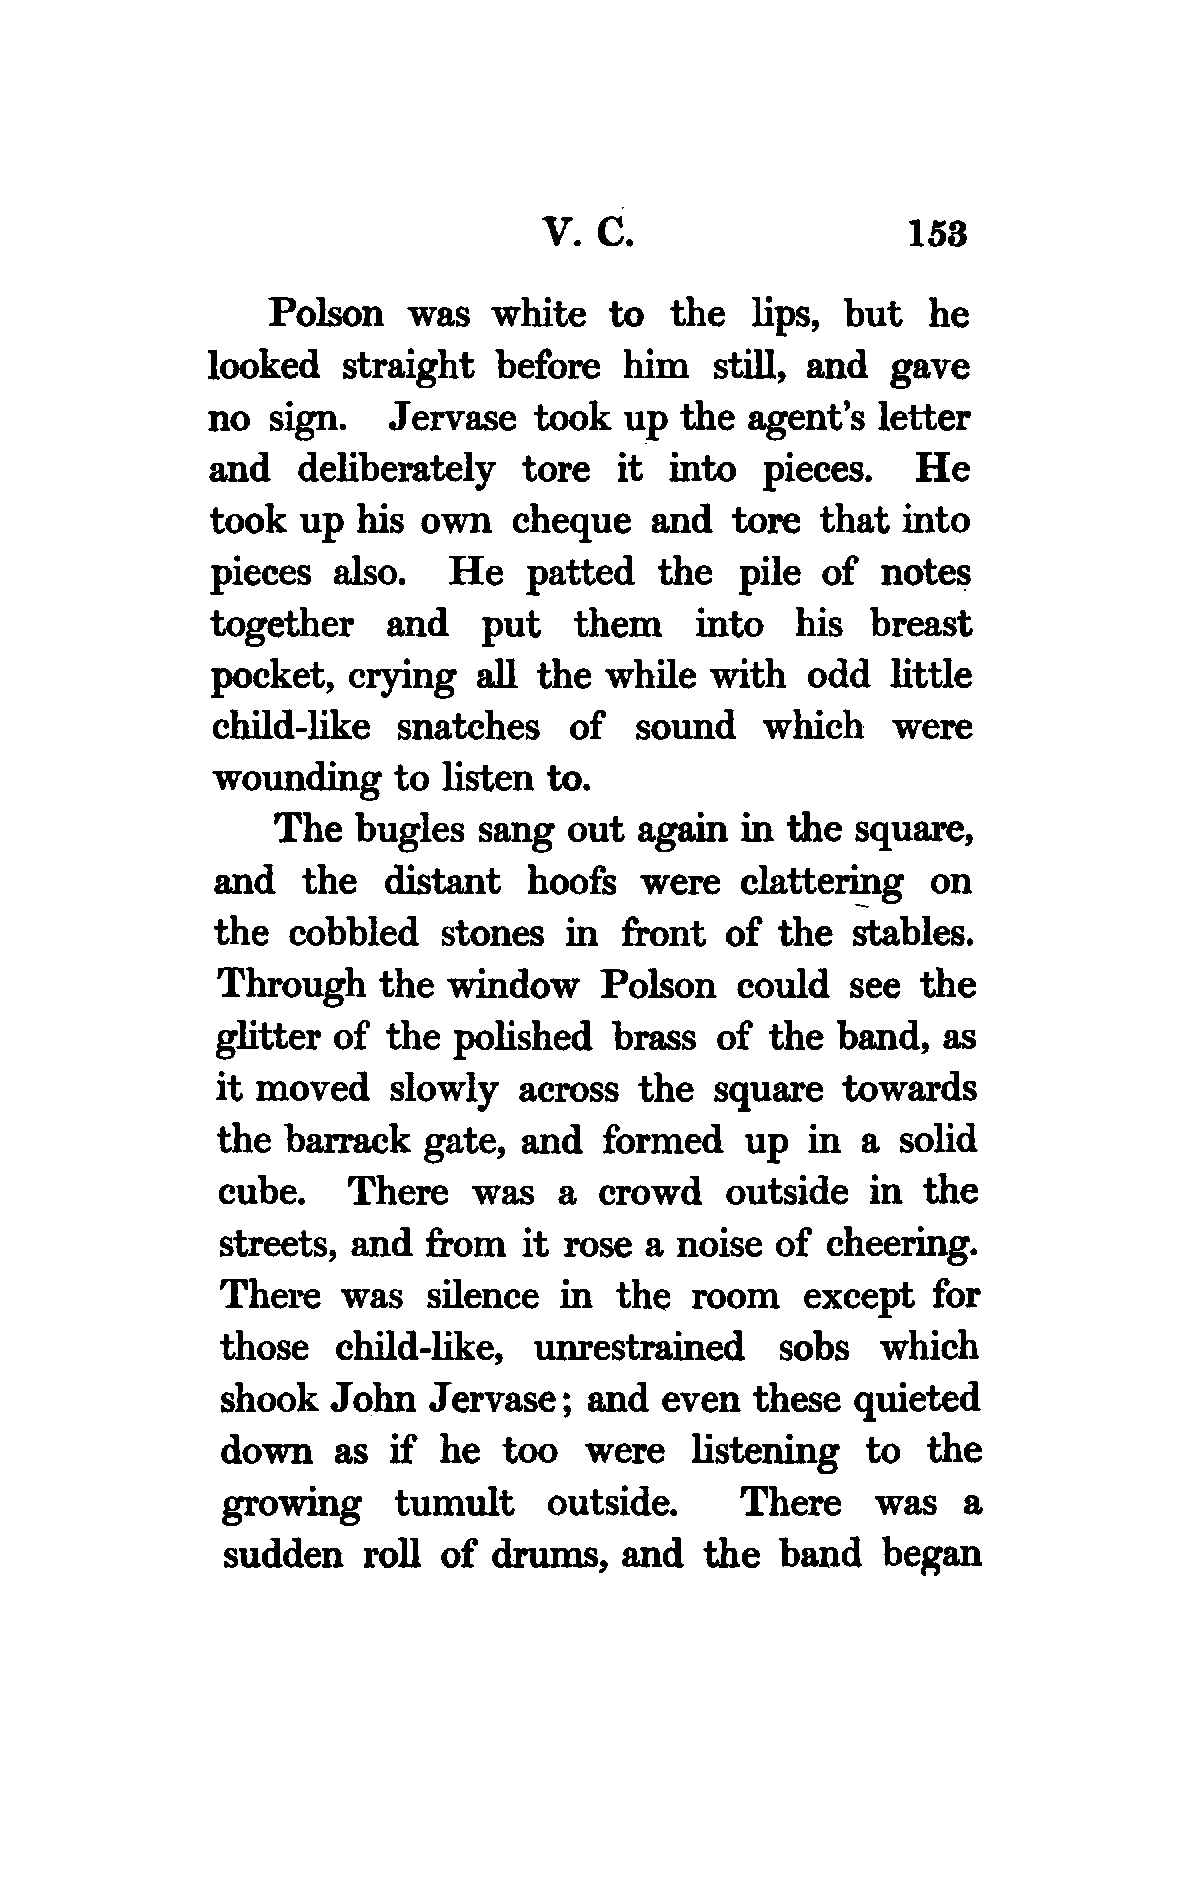 V. C. 153
Polson was white to the lips, but he
looked straight before him still, and gave
no sign. Jervase took up the agent's letter
and deliberately tore it into pieces. He
took up his own cheque and tore that into
pieces also. He patted the pile of notes
together and put them into his breast
pocket, crying all the while with odd little
child-like snatches of sound which were
wounding to listen to.
The bugles sang out again in the square,
and the distant hoofs were clattering on
the cobbled stones in front of the stables.
Through the window Polson could see the
glitter of the polished brass of the band, as
it moved slowly across the square towards
the barrack gate, and formed up in a solid
cube. There was a crowd outside in the
streets, and from it rose a noise of cheering.
There was silence in the room except for
those child-like, unrestrained sobs which
shook John Jervase; and even these quieted
down as if he too were listening to the
growing tumult outside. There was a
sudden roll of drums, and the band began